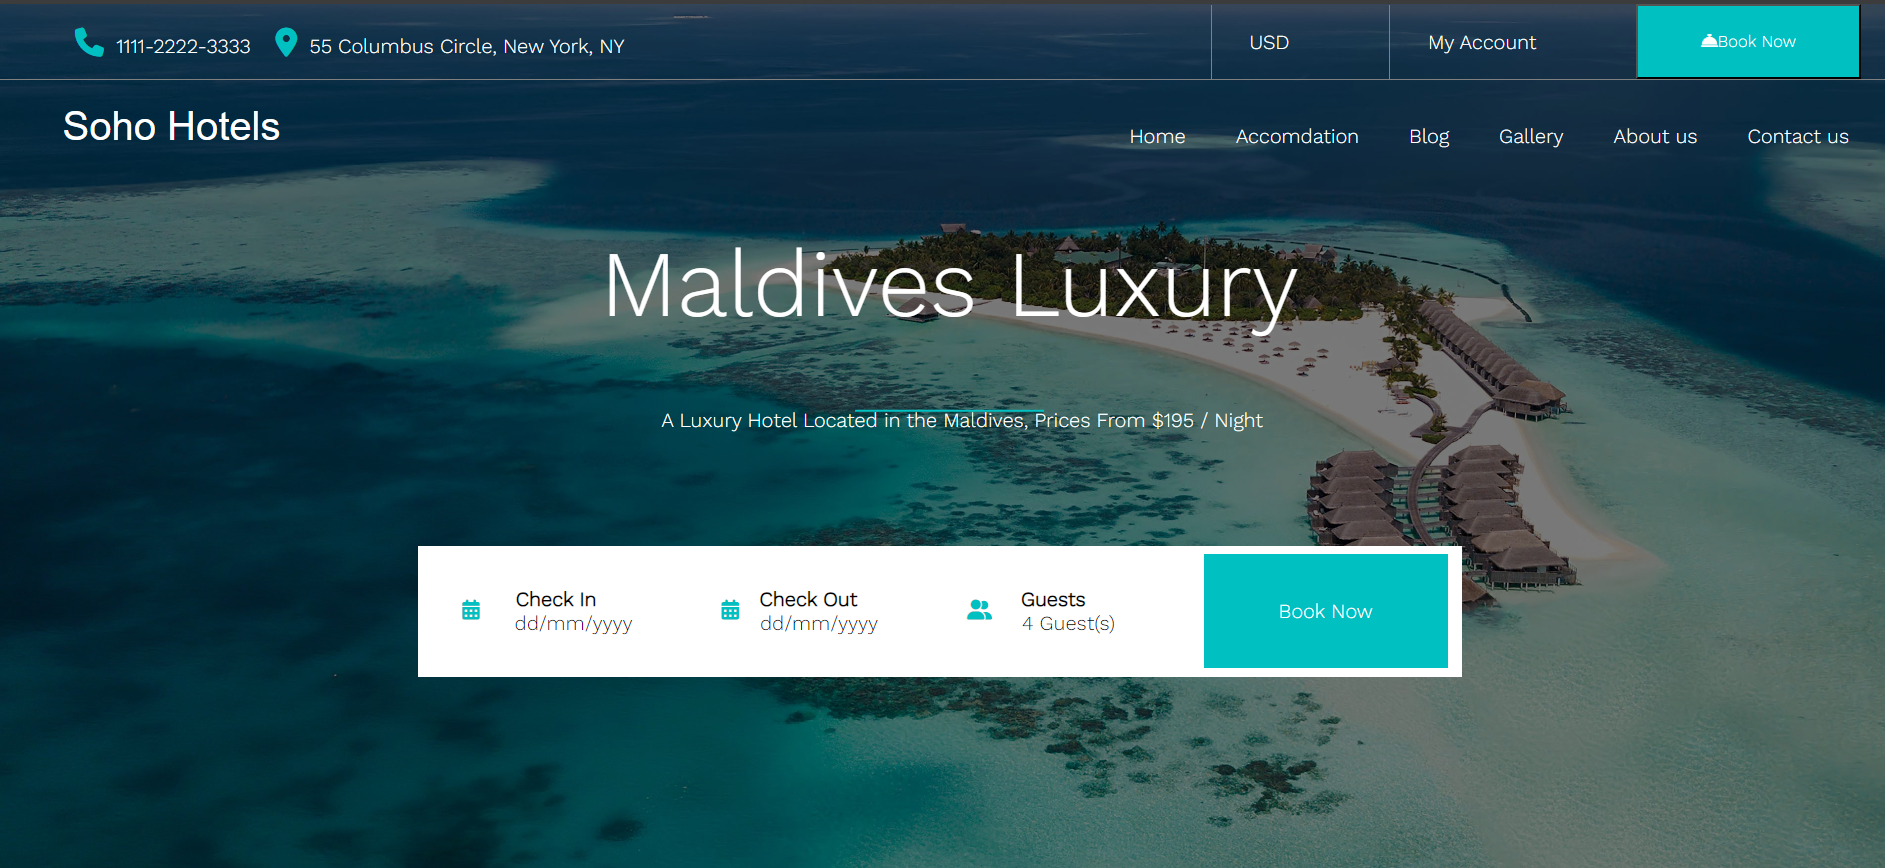 1111-2222-3333 55 Columbus Circle, New York, NY USD My Account Book Now
Soho Hotels
Home Accomdation Blog Gallery About us Contact us
Maldives Luxury
A Luxury Hotel Located in the Maldives, Prices From $195 / Night
Check In Check Out Guests
dd/mm/yyyy dd/mm/yyyy 4 Guest(s)
Book Now